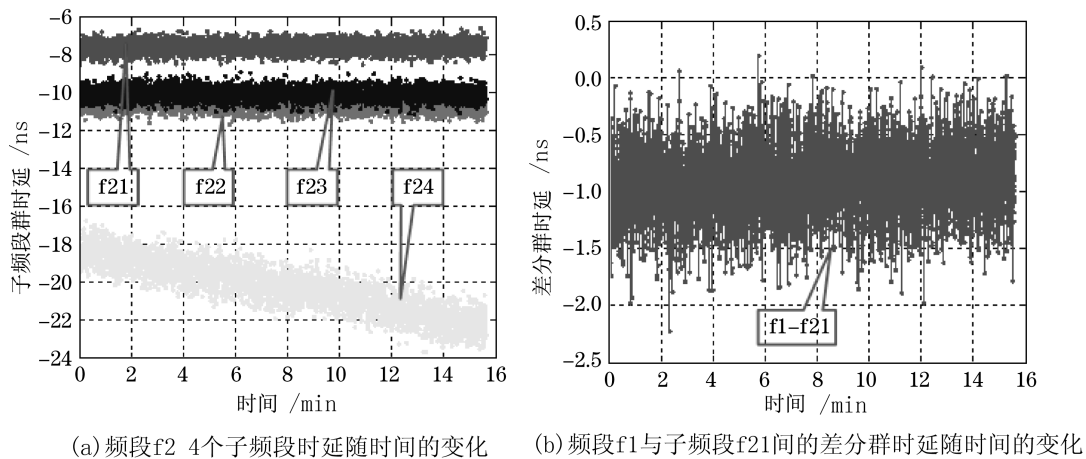 -6
-8
-10
-12
-14
-16
-18
-20
-22
-24
0 2 4 6 8 10 12 14 16
子频段群时延 /ns
时间 /min
f21 f22 f23 f24
(a)频段f2 4个子频段时延随时间的变化
0.5
0.0
-0.5
-1.0
-1.5
-2.0
-2.5
0 2 4 6 8 10 12 14 16
差分群时延 /ns
时间 /min
f1-f21
(b)频段f1与子频段f21间的差分群时延随时间的变化